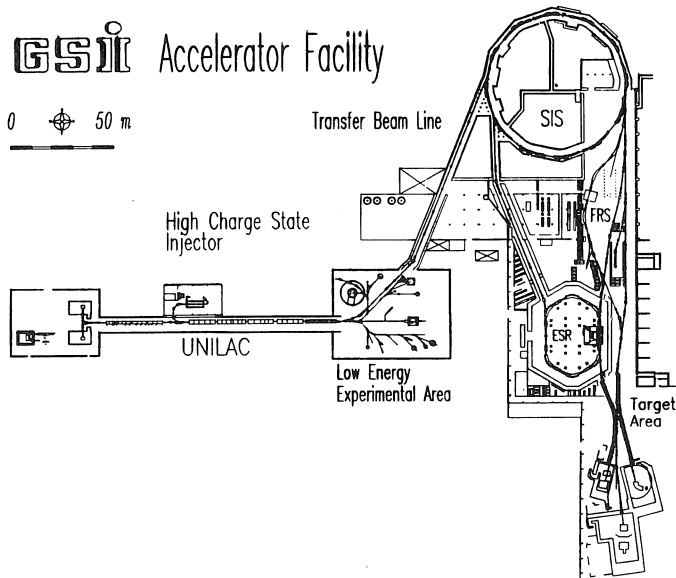 GSI Accelerator Facility
0 50 m
Transfer Beam Line
SIS
High Charge State
Injector
FRS
UNILAC
ESR
Low Energy
Experimental Area
Target
Area